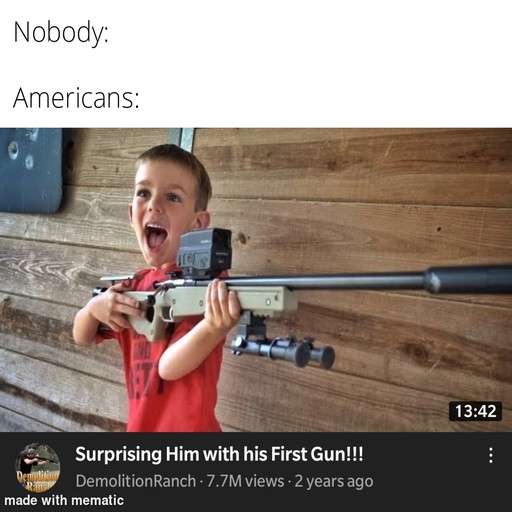 Nobody:
Americans:
13:42
Surprising Him with his First Gun!!!
DemolitionRanch · 7.7M views · 2 years ago
Demolition
Ranch
made with mematic